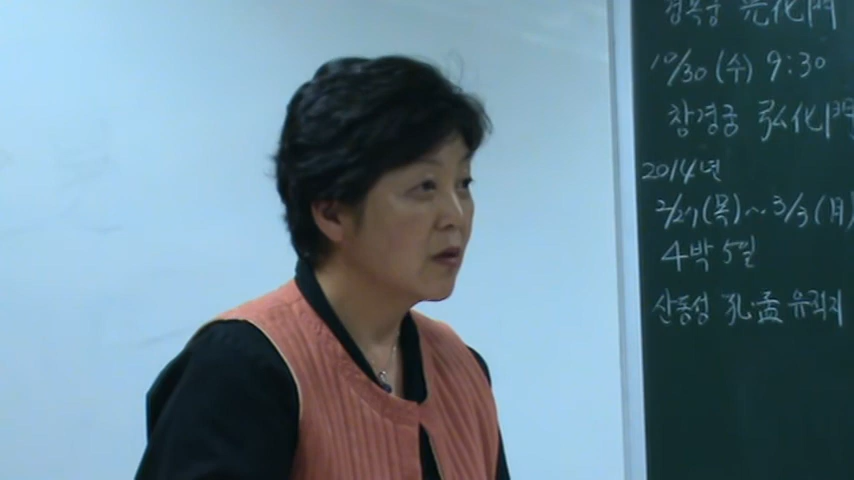 경복궁 光化門
10/30 (수) 9:30
창경궁 弘化門
2014년
2/27(목)~3/3(月)
4박 5일
산동성 孔孟 유적지